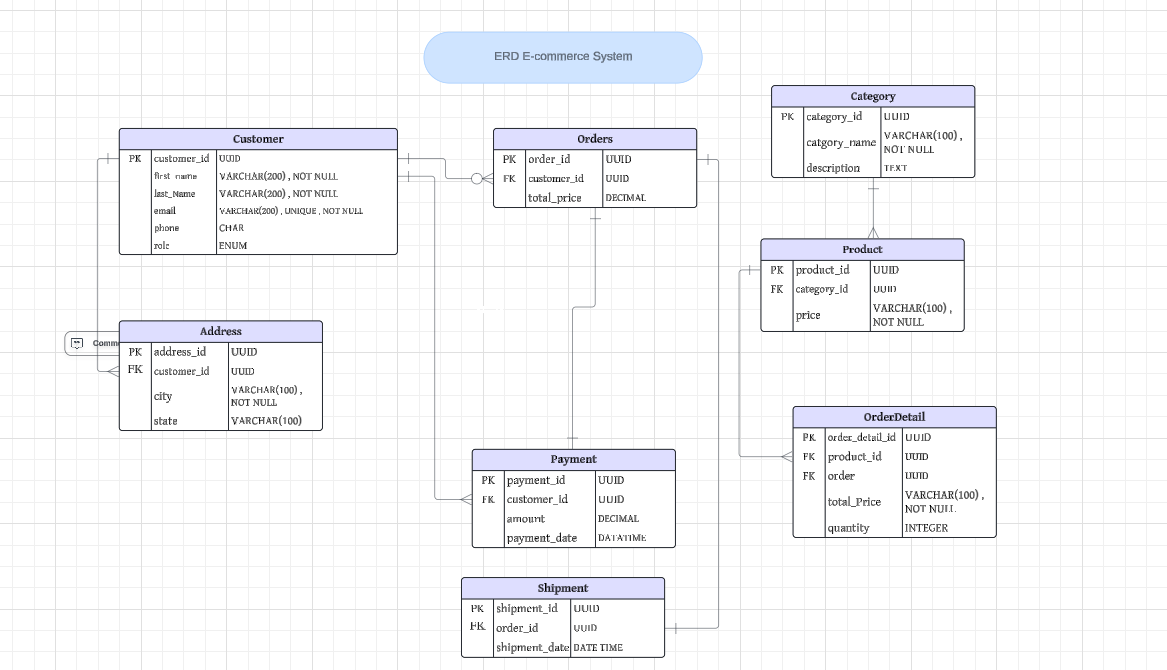 ERD E-commerce System
Category
PK category_id UUID
catgory_name VARCHAR(100) ,
NOT NULL
description TEXT
Customer
PK customer_id UUID
first_name VARCHAR(200) , NOT NULL
last_Name VARCHAR(200) , NOT NULL
email VARCHAR(200) , UNIQUE , NOT NULL
phone CHAR
role ENUM
Orders
PK order_id UUID
FK customer_id UUID
total_price DECIMAL
Product
PK product_id UUID
FK category_id UUID
price VARCHAR(100) ,
NOT NULL
Comm
Address
PK address_id UUID
FK customer_id UUID
city VARCHAR(100) ,
NOT NULL
state VARCHAR(100)
OrderDetail
PK order_detail_id UUID
FK product_id UUID
FK order UUID
total_Price VARCHAR(100) ,
NOT NULL
quantity INTEGER
Payment
PK payment_id UUID
FK customer_id UUID
amount DECIMAL
payment_date DATATIME
Shipment
PK shipment_id UUID
FK order_id UUID
shipment_date DATE TIME